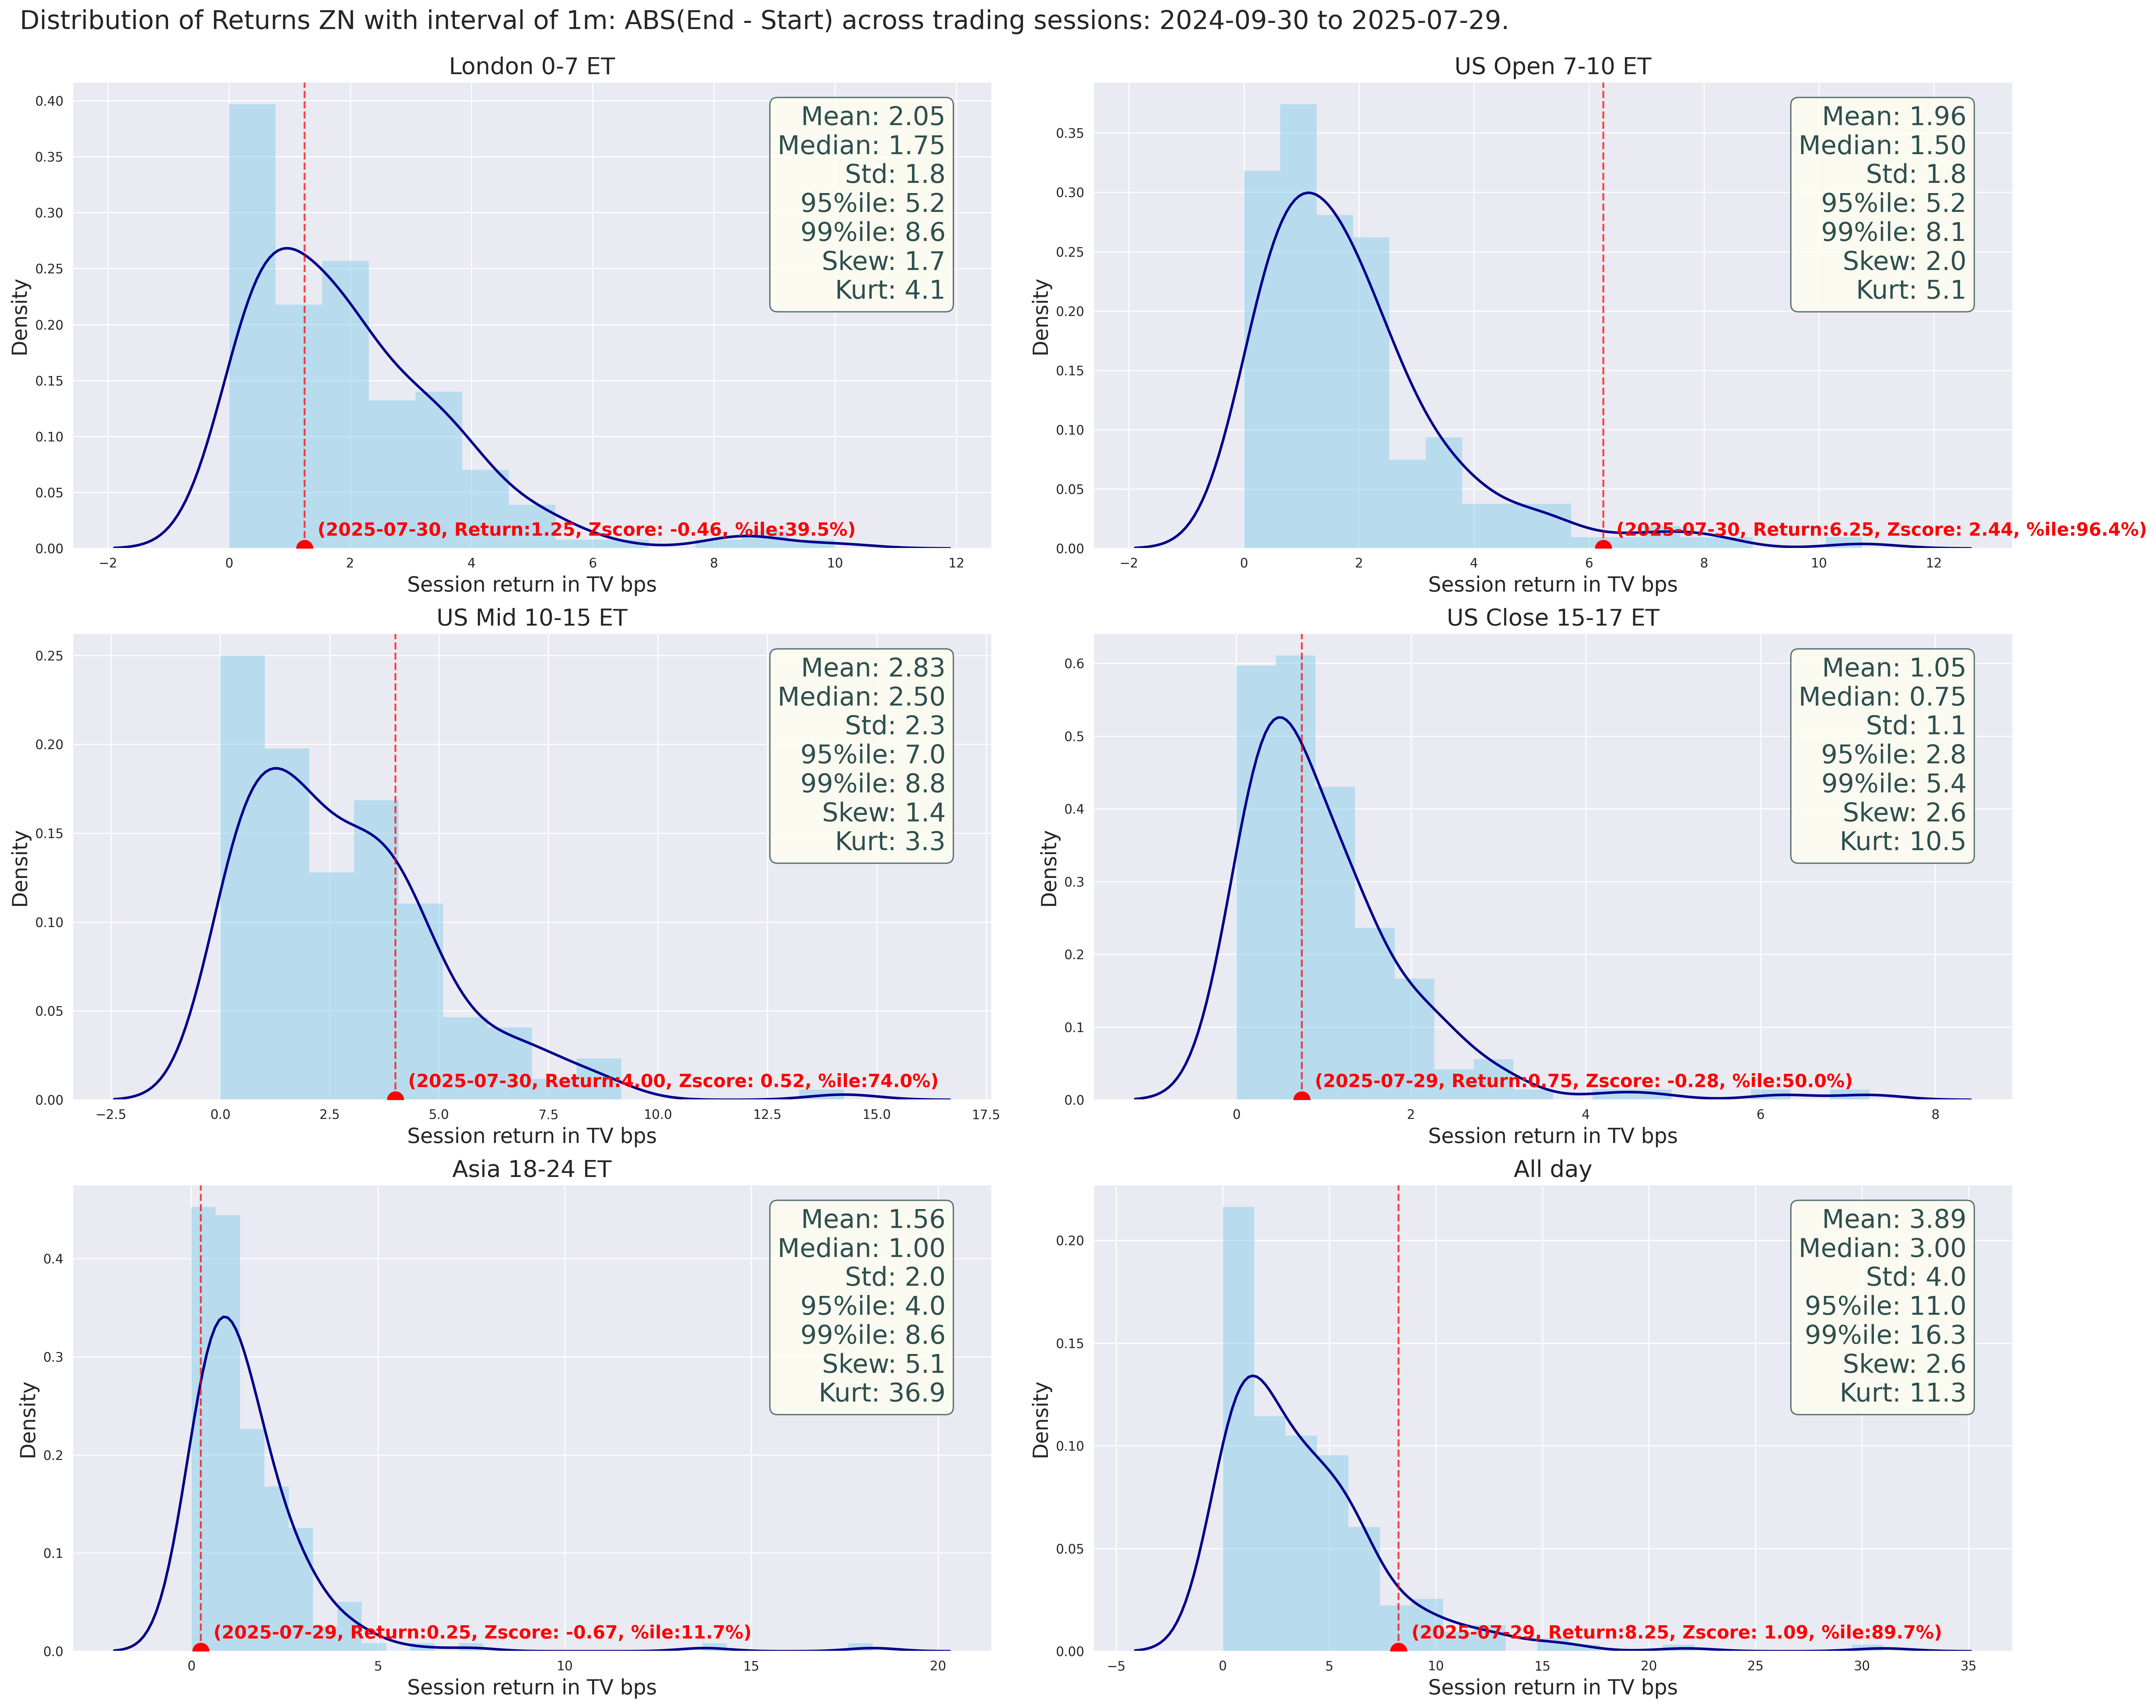 Distribution of Returns ZN with interval of 1m: ABS(End - Start) across trading sessions: 2024-09-30 to 2025-07-29.
London 0-7 ET
Density
0.40
0.35
0.30
0.25
0.20
0.15
0.10
0.05
0.00
Mean: 2.05
Median: 1.75
Std: 1.8
95%ile: 5.2
99%ile: 8.6
Skew: 1.7
Kurt: 4.1
(2025-07-30, Return:1.25, Zscore: -0.46, %ile:39.5%)
−2 0 2 4 6 8 10 12
Session return in TV bps
US Open 7-10 ET
Density
0.35
0.30
0.25
0.20
0.15
0.10
0.05
0.00
Mean: 1.96
Median: 1.50
Std: 1.8
95%ile: 5.2
99%ile: 8.1
Skew: 2.0
Kurt: 5.1
(2025-07-30, Return:6.25, Zscore: 2.44, %ile:96.4%)
−2 0 2 4 6 8 10 12
Session return in TV bps
US Mid 10-15 ET
Density
0.25
0.20
0.15
0.10
0.05
0.00
Mean: 2.83
Median: 2.50
Std: 2.3
95%ile: 7.0
99%ile: 8.8
Skew: 1.4
Kurt: 3.3
(2025-07-30, Return:4.00, Zscore: 0.52, %ile:74.0%)
−2.5 0.0 2.5 5.0 7.5 10.0 12.5 15.0 17.5
Session return in TV bps
US Close 15-17 ET
Density
0.6
0.5
0.4
0.3
0.2
0.1
0.0
Mean: 1.05
Median: 0.75
Std: 1.1
95%ile: 2.8
99%ile: 5.4
Skew: 2.6
Kurt: 10.5
(2025-07-29, Return:0.75, Zscore: -0.28, %ile:50.0%)
0 2 4 6 8
Session return in TV bps
Asia 18-24 ET
Density
0.4
0.3
0.2
0.1
0.0
Mean: 1.56
Median: 1.00
Std: 2.0
95%ile: 4.0
99%ile: 8.6
Skew: 5.1
Kurt: 36.9
(2025-07-29, Return:0.25, Zscore: -0.67, %ile:11.7%)
0 5 10 15 20
Session return in TV bps
All day
Density
0.20
0.15
0.10
0.05
0.00
Mean: 3.89
Median: 3.00
Std: 4.0
95%ile: 11.0
99%ile: 16.3
Skew: 2.6
Kurt: 11.3
(2025-07-29, Return:8.25, Zscore: 1.09, %ile:89.7%)
−5 0 5 10 15 20 25 30 35
Session return in TV bps